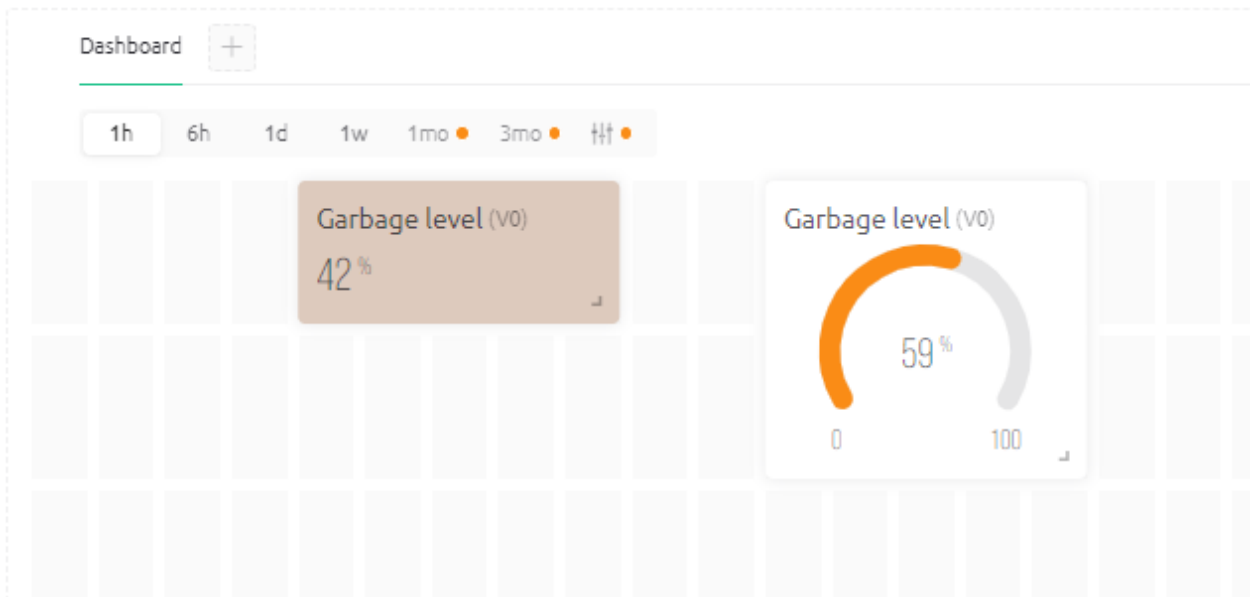 Dashboard +
1h 6h 1d 1w 1mo 3mo
Garbage level (V0)
42 %
Garbage level (V0)
59 %
0 100